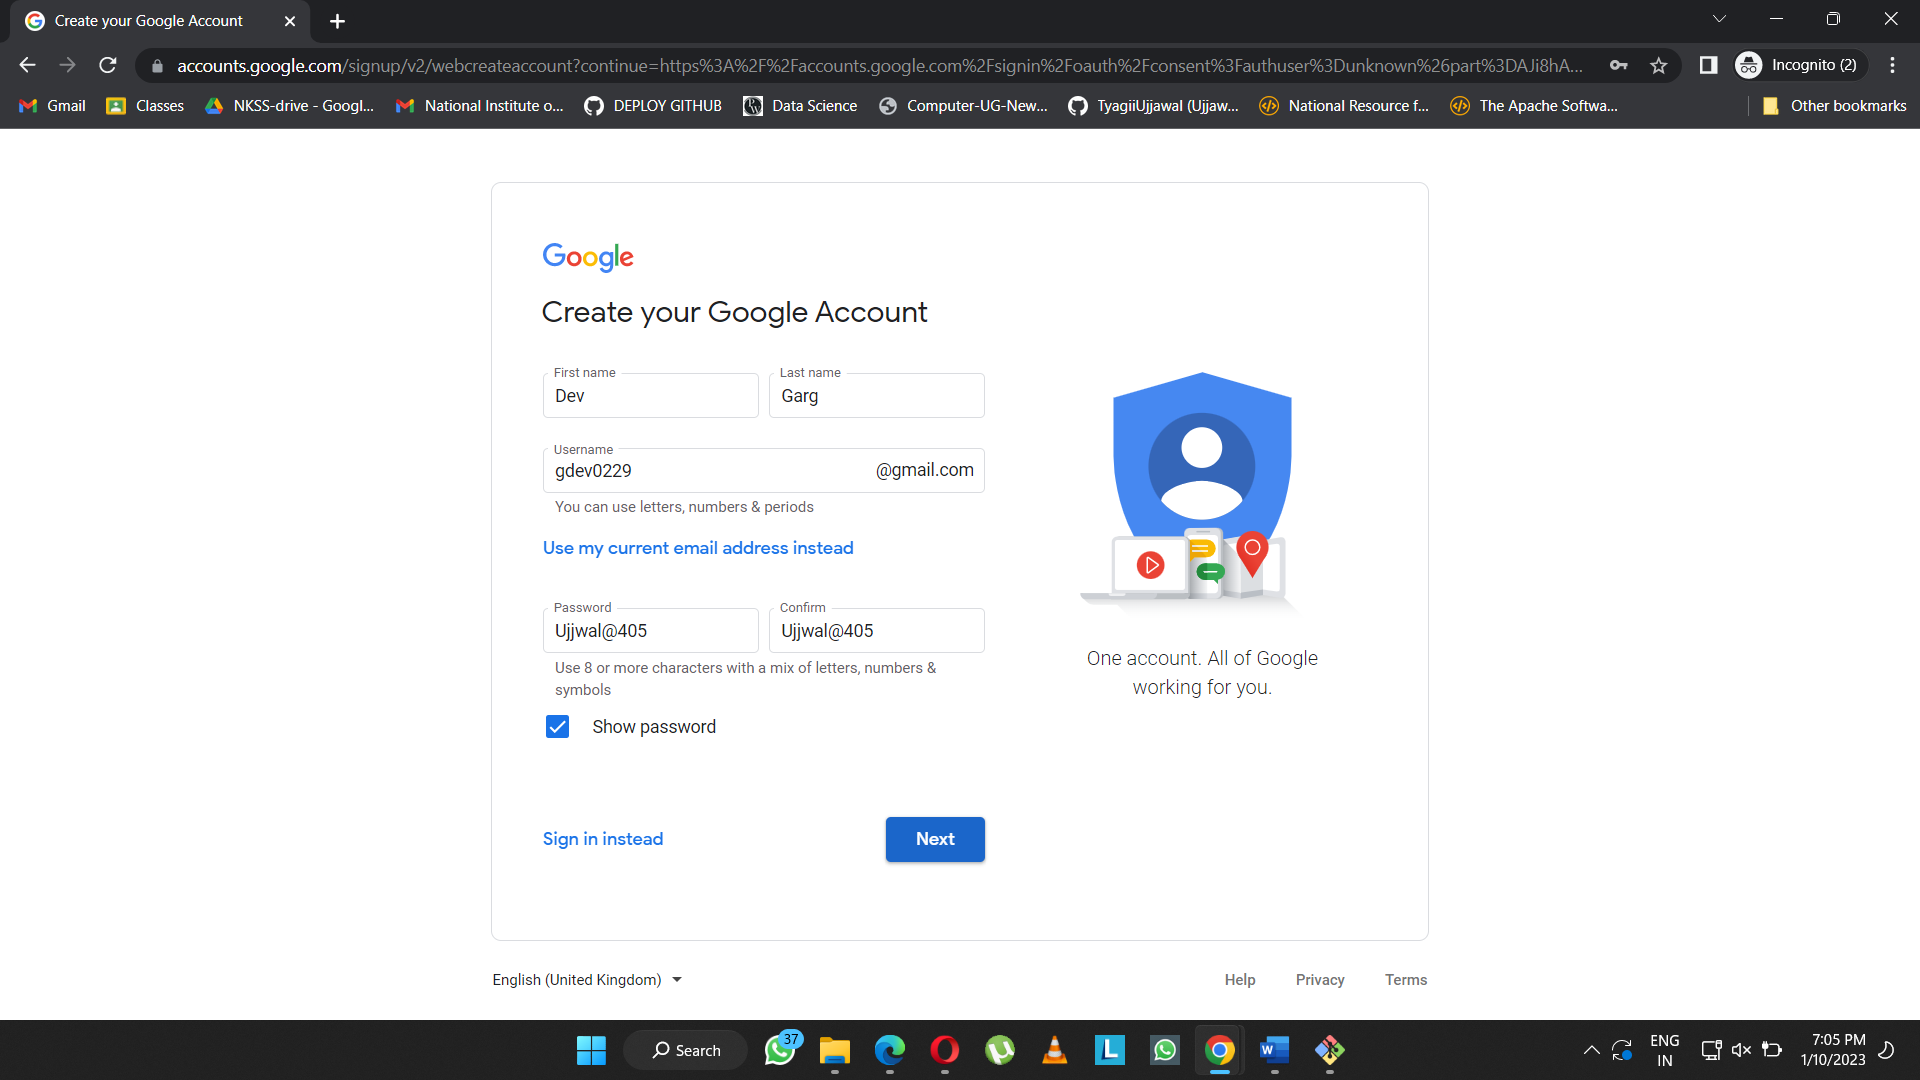 Create your Google Account
accounts.google.com/signup/v2/webcreateaccount?continue=https%3A%2F%2Faccounts.google.com%2Fsignin%2Foauth%2Fconsent%3Fauthuser%3Dunknown%26part%3DAJi8hA...
Incognito (2)
Gmail
Classes
NKSS-drive - Googl...
National Institute o...
DEPLOY GITHUB
Data Science
Computer-UG-New...
TyagiiUjjawal (Ujjaw...
National Resource f...
The Apache Softwa...
Other bookmarks
Google
Create your Google Account
First name
Dev
Last name
Garg
Username
gdev0229
@gmail.com
You can use letters, numbers & periods
Use my current email address instead
Password
Ujjwal@405
Confirm
Ujjwal@405
Use 8 or more characters with a mix of letters, numbers &
symbols
Show password
Sign in instead
Next
One account. All of Google
working for you.
English (United Kingdom)
Help
Privacy
Terms
Search
37
L
W
ENG
IN
7:05 PM
1/10/2023